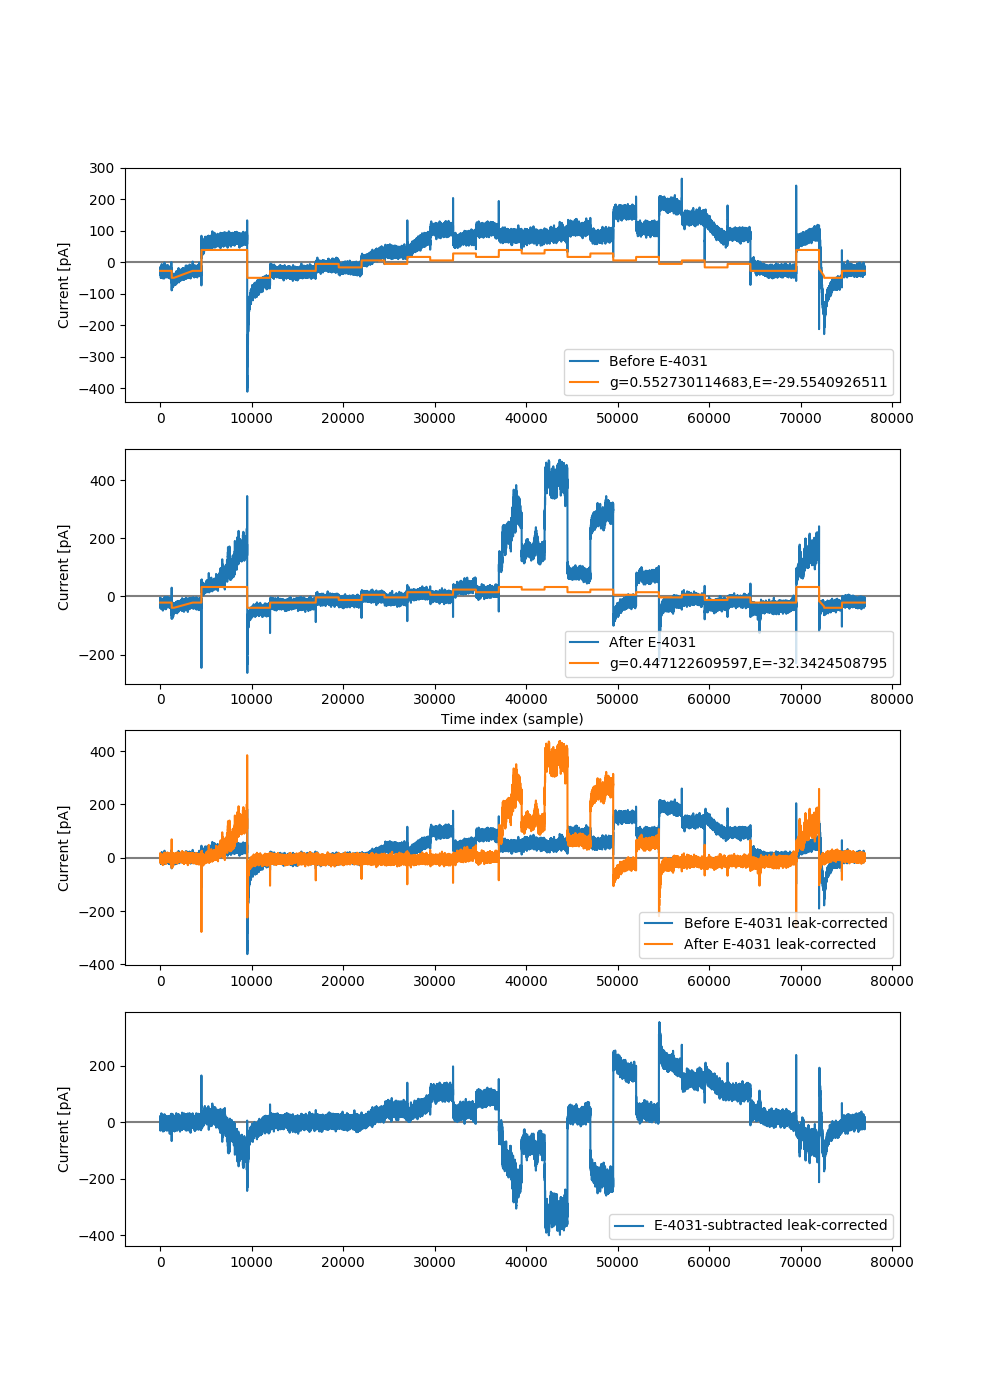 300
200
100
0
−100
−200
−300
−400
Current [pA]
Before E-4031
g=0.552730114683,E=-29.5540926511
0 10000 20000 30000 40000 50000 60000 70000 80000
400
200
0
−200
Current [pA]
After E-4031
g=0.447122609597,E=-32.3424508795
0 10000 20000 30000 40000 50000 60000 70000 80000
Time index (sample)
400
200
0
−200
−400
Current [pA]
Before E-4031 leak-corrected
After E-4031 leak-corrected
0 10000 20000 30000 40000 50000 60000 70000 80000
200
0
−200
−400
Current [pA]
E-4031-subtracted leak-corrected
0 10000 20000 30000 40000 50000 60000 70000 80000